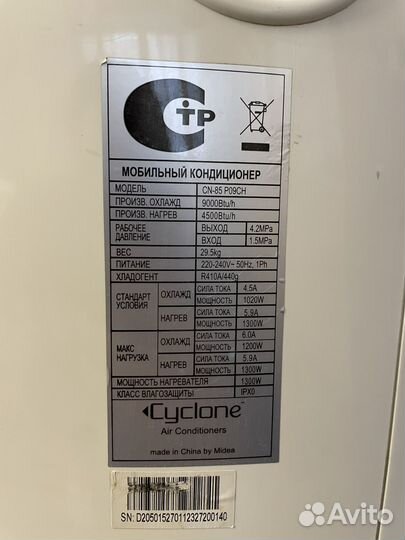 СТР
МОБИЛЬНЫЙ КОНДИЦИОНЕР
МОДЕЛЬ CN-85 P09CH
ПРОИЗВ. ОХЛАЖД 9000Btu/h
ПРОИЗВ. НАГРЕВ 4500Btu/h
РАБОЧЕЕ ДАВЛЕНИЕ ВЫХОД 4.2MPa
ВХОД 1.5MPa
ВЕС 29.5kg
ПИТАНИЕ 220-240V~ 50Hz, 1Ph
ХЛАДОГЕНТ R410A/440g
СТАНДАРТ УСЛОВИЯ ОХЛАЖД СИЛА ТОКА 4.5A
МОЩНОСТЬ 1020W
НАГРЕВ СИЛА ТОКА 5.9A
МОЩНОСТЬ 1300W
МАКС НАГРУЗКА ОХЛАЖД СИЛА ТОКА 6.0A
МОЩНОСТЬ 1200W
НАГРЕВ СИЛА ТОКА 5.9A
МОЩНОСТЬ 1300W
МОЩНОСТЬ НАГРЕВАТЕЛЯ 1300W
КЛАСС ВЛАГОЗАЩИТЫ IPX0
Cyclone
Air Conditioners
made in China by Midea
SN: D205015270112327200140
Avito